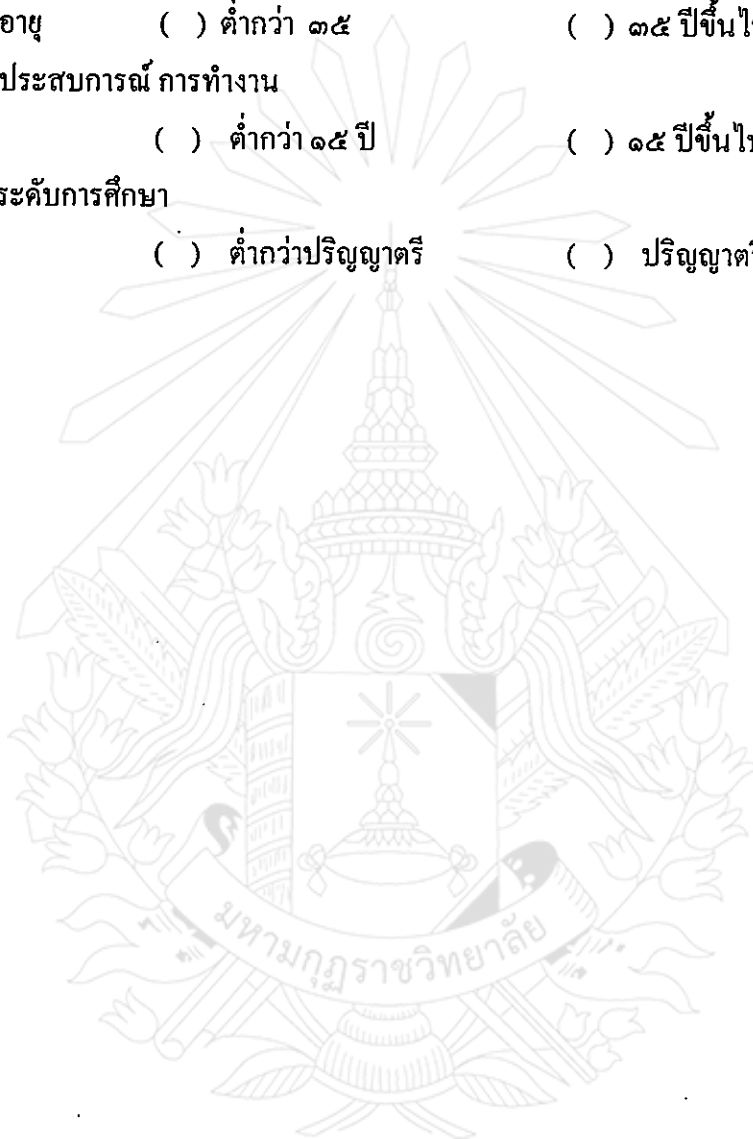 อายุ ( ) ต่ำกว่า ๓๕ ( ) ๓๕ ปีขึ้นไป
ประสบการณ์ การทำงาน
( ) ต่ำกว่า ๑๕ ปี ( ) ๑๕ ปีขึ้นไป
ระดับการศึกษา
( ) ต่ำกว่าปริญญาตรี ( ) ปริญญาตรี
มหามกุฏราชวิทยาลัย